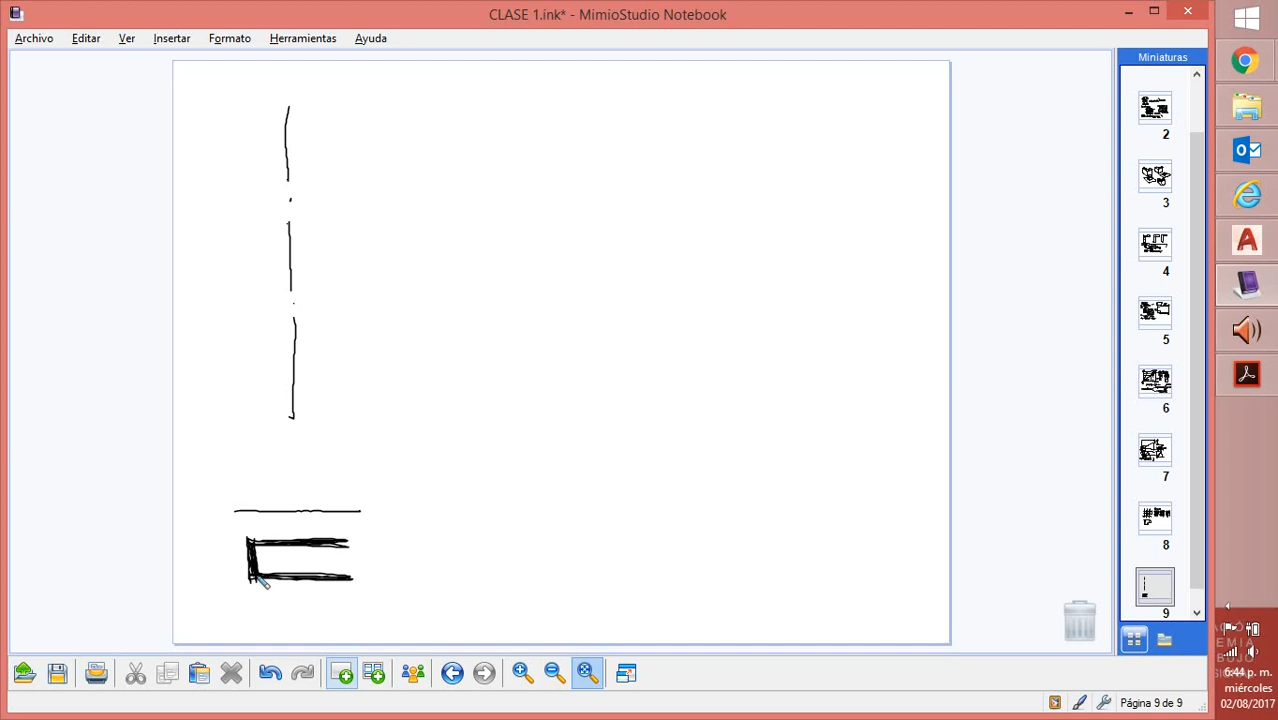 CLASE 1.ink* - MimioStudio Notebook
Archivo Editar Ver Insertar Formato Herramientas Ayuda
Miniaturas
2
3
4
5
6
7
8
9
Página 9 de 9
6:44 p. m.
miércoles
02/08/2017